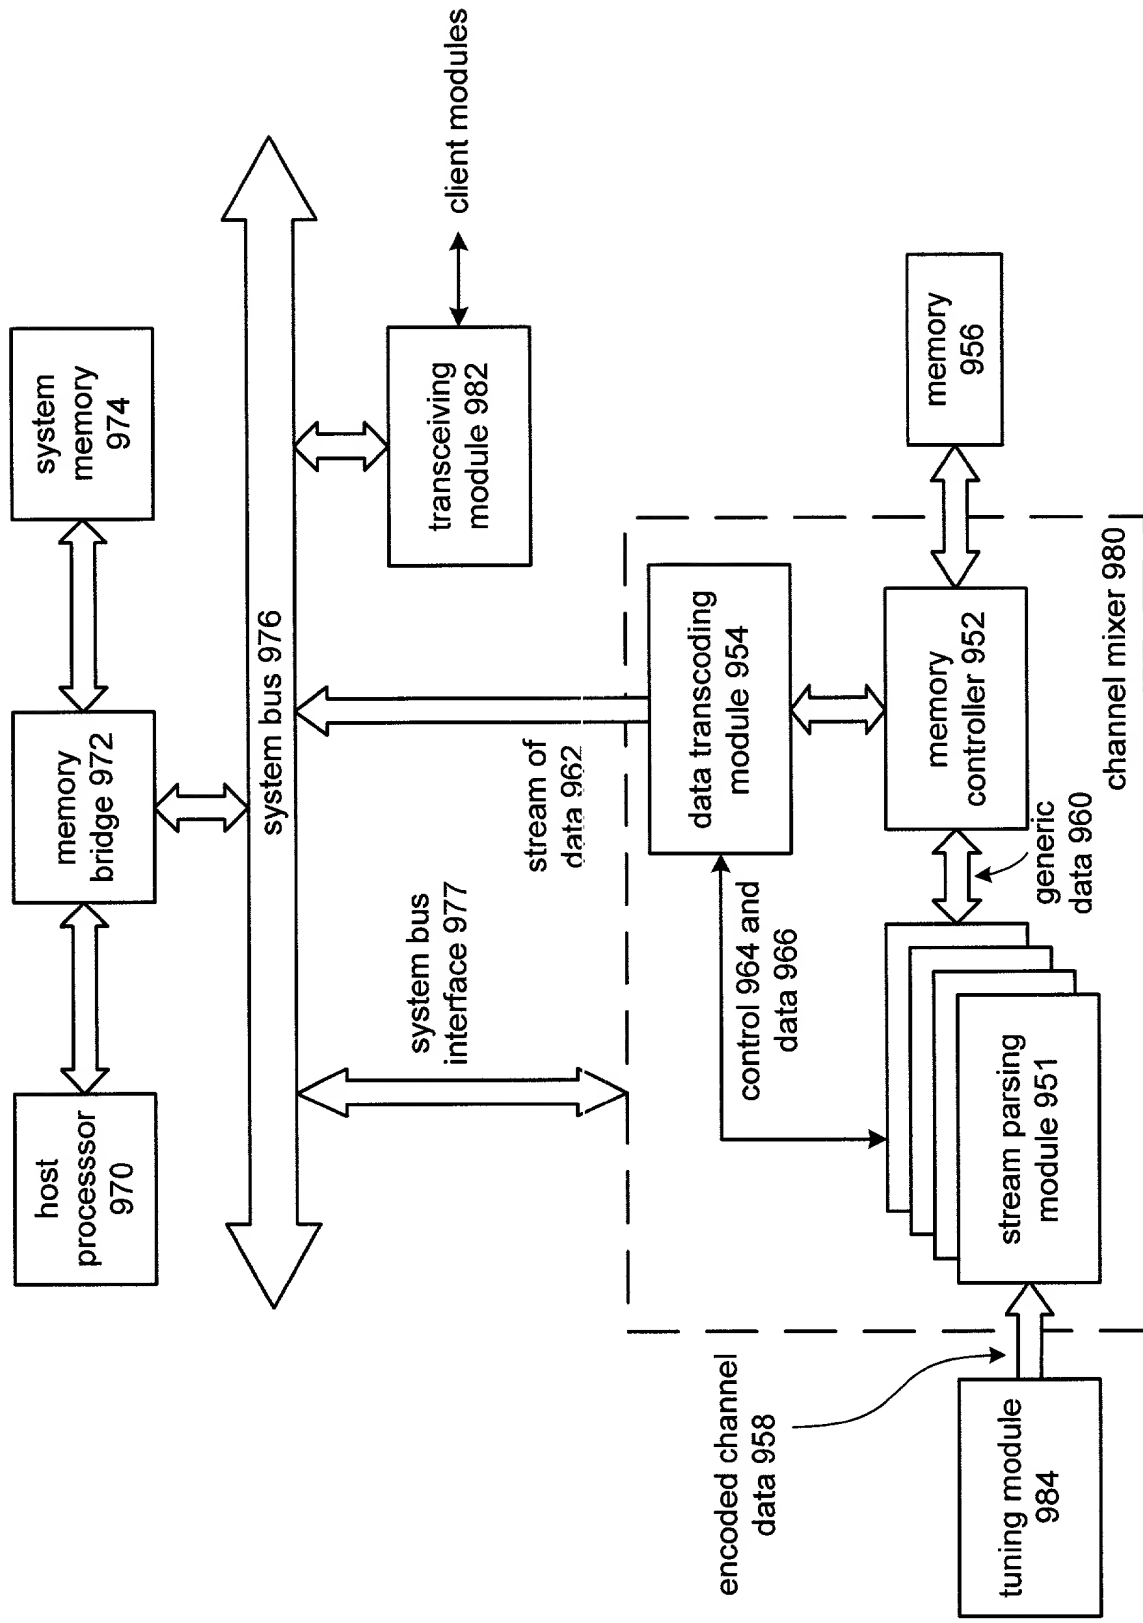 host
processsor
970
memory
bridge 972
system
memory
974
system bus 976
system bus
interface 977
stream of
data 962
transceiving
module 982
client modules
data transcoding
module 954
control 964 and
data 966
encoded channel
data 958
tuning module
984
stream parsing
module 951
generic
data 960
memory
controller 952
memory
956
channel mixer 980